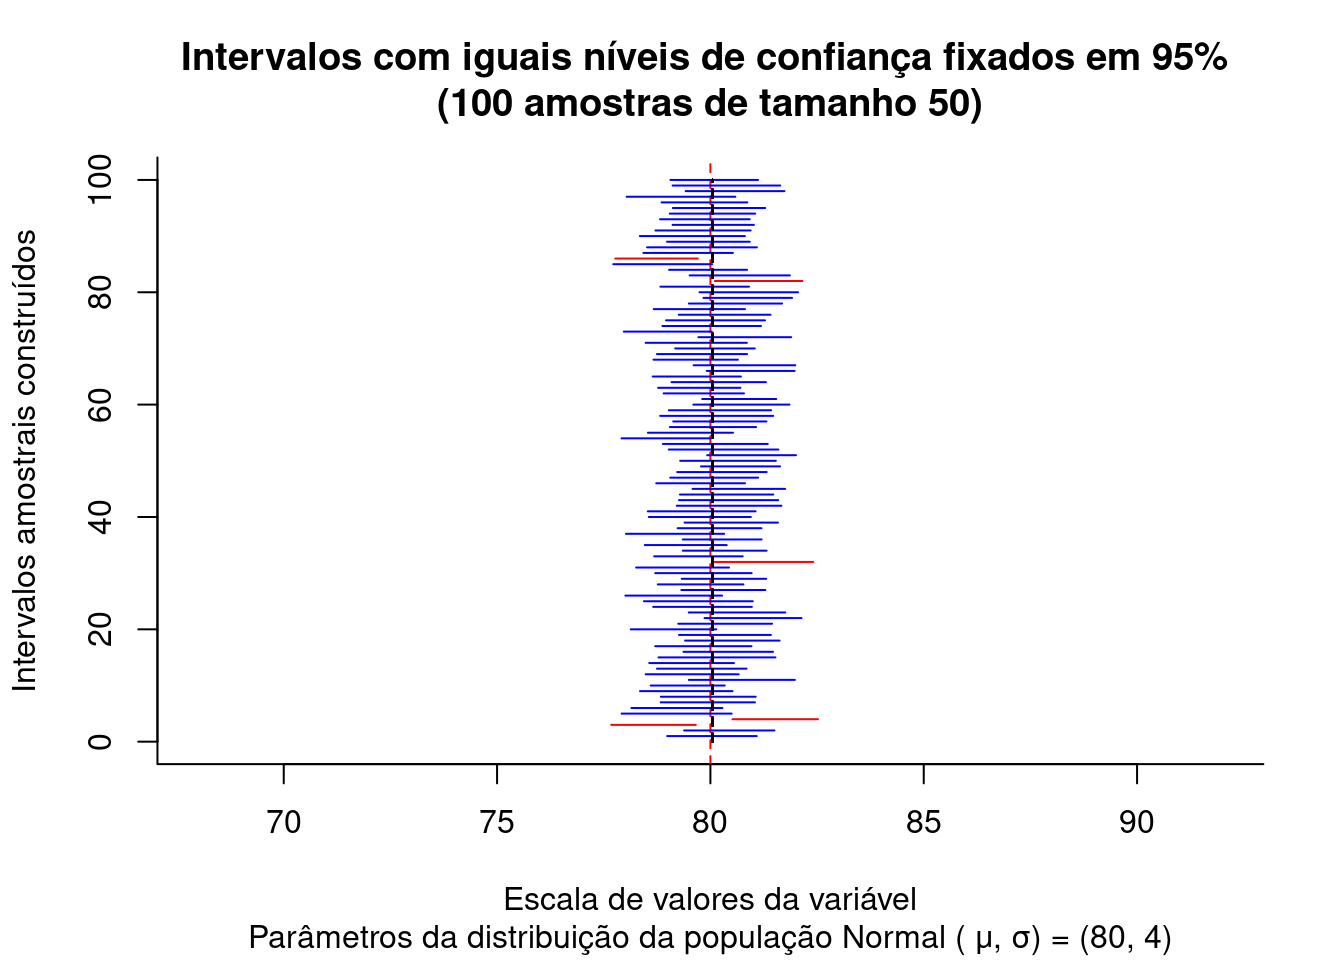 Intervalos com iguais níveis de confiança fixados em 95%
(100 amostras de tamanho 50)
Intervalos amostrais construídos
100
80
60
40
20
0
70 75 80 85 90
Escala de valores da variável
Parâmetros da distribuição da população Normal ( μ, σ) = (80, 4)